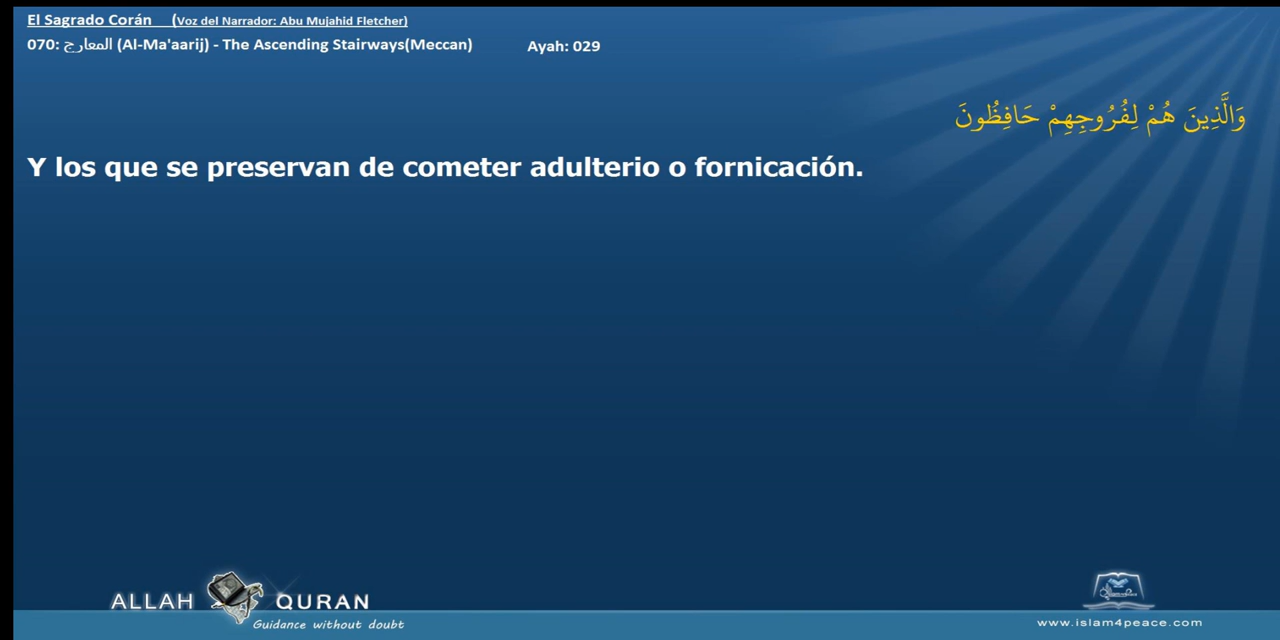 El Sagrado Corán (Voz del Narrador: Abu Mujahid Fletcher)
070: المعارج (Al-Ma'aarij) - The Ascending Stairways(Meccan) Ayah: 029
وَالَّذِينَ هُمْ لِفُرُوجِهِمْ حَافِظُونَ
Y los que se preservan de cometer adulterio o fornicación.
ALLAH QURAN
Guidance without doubt
www.islam4peace.com